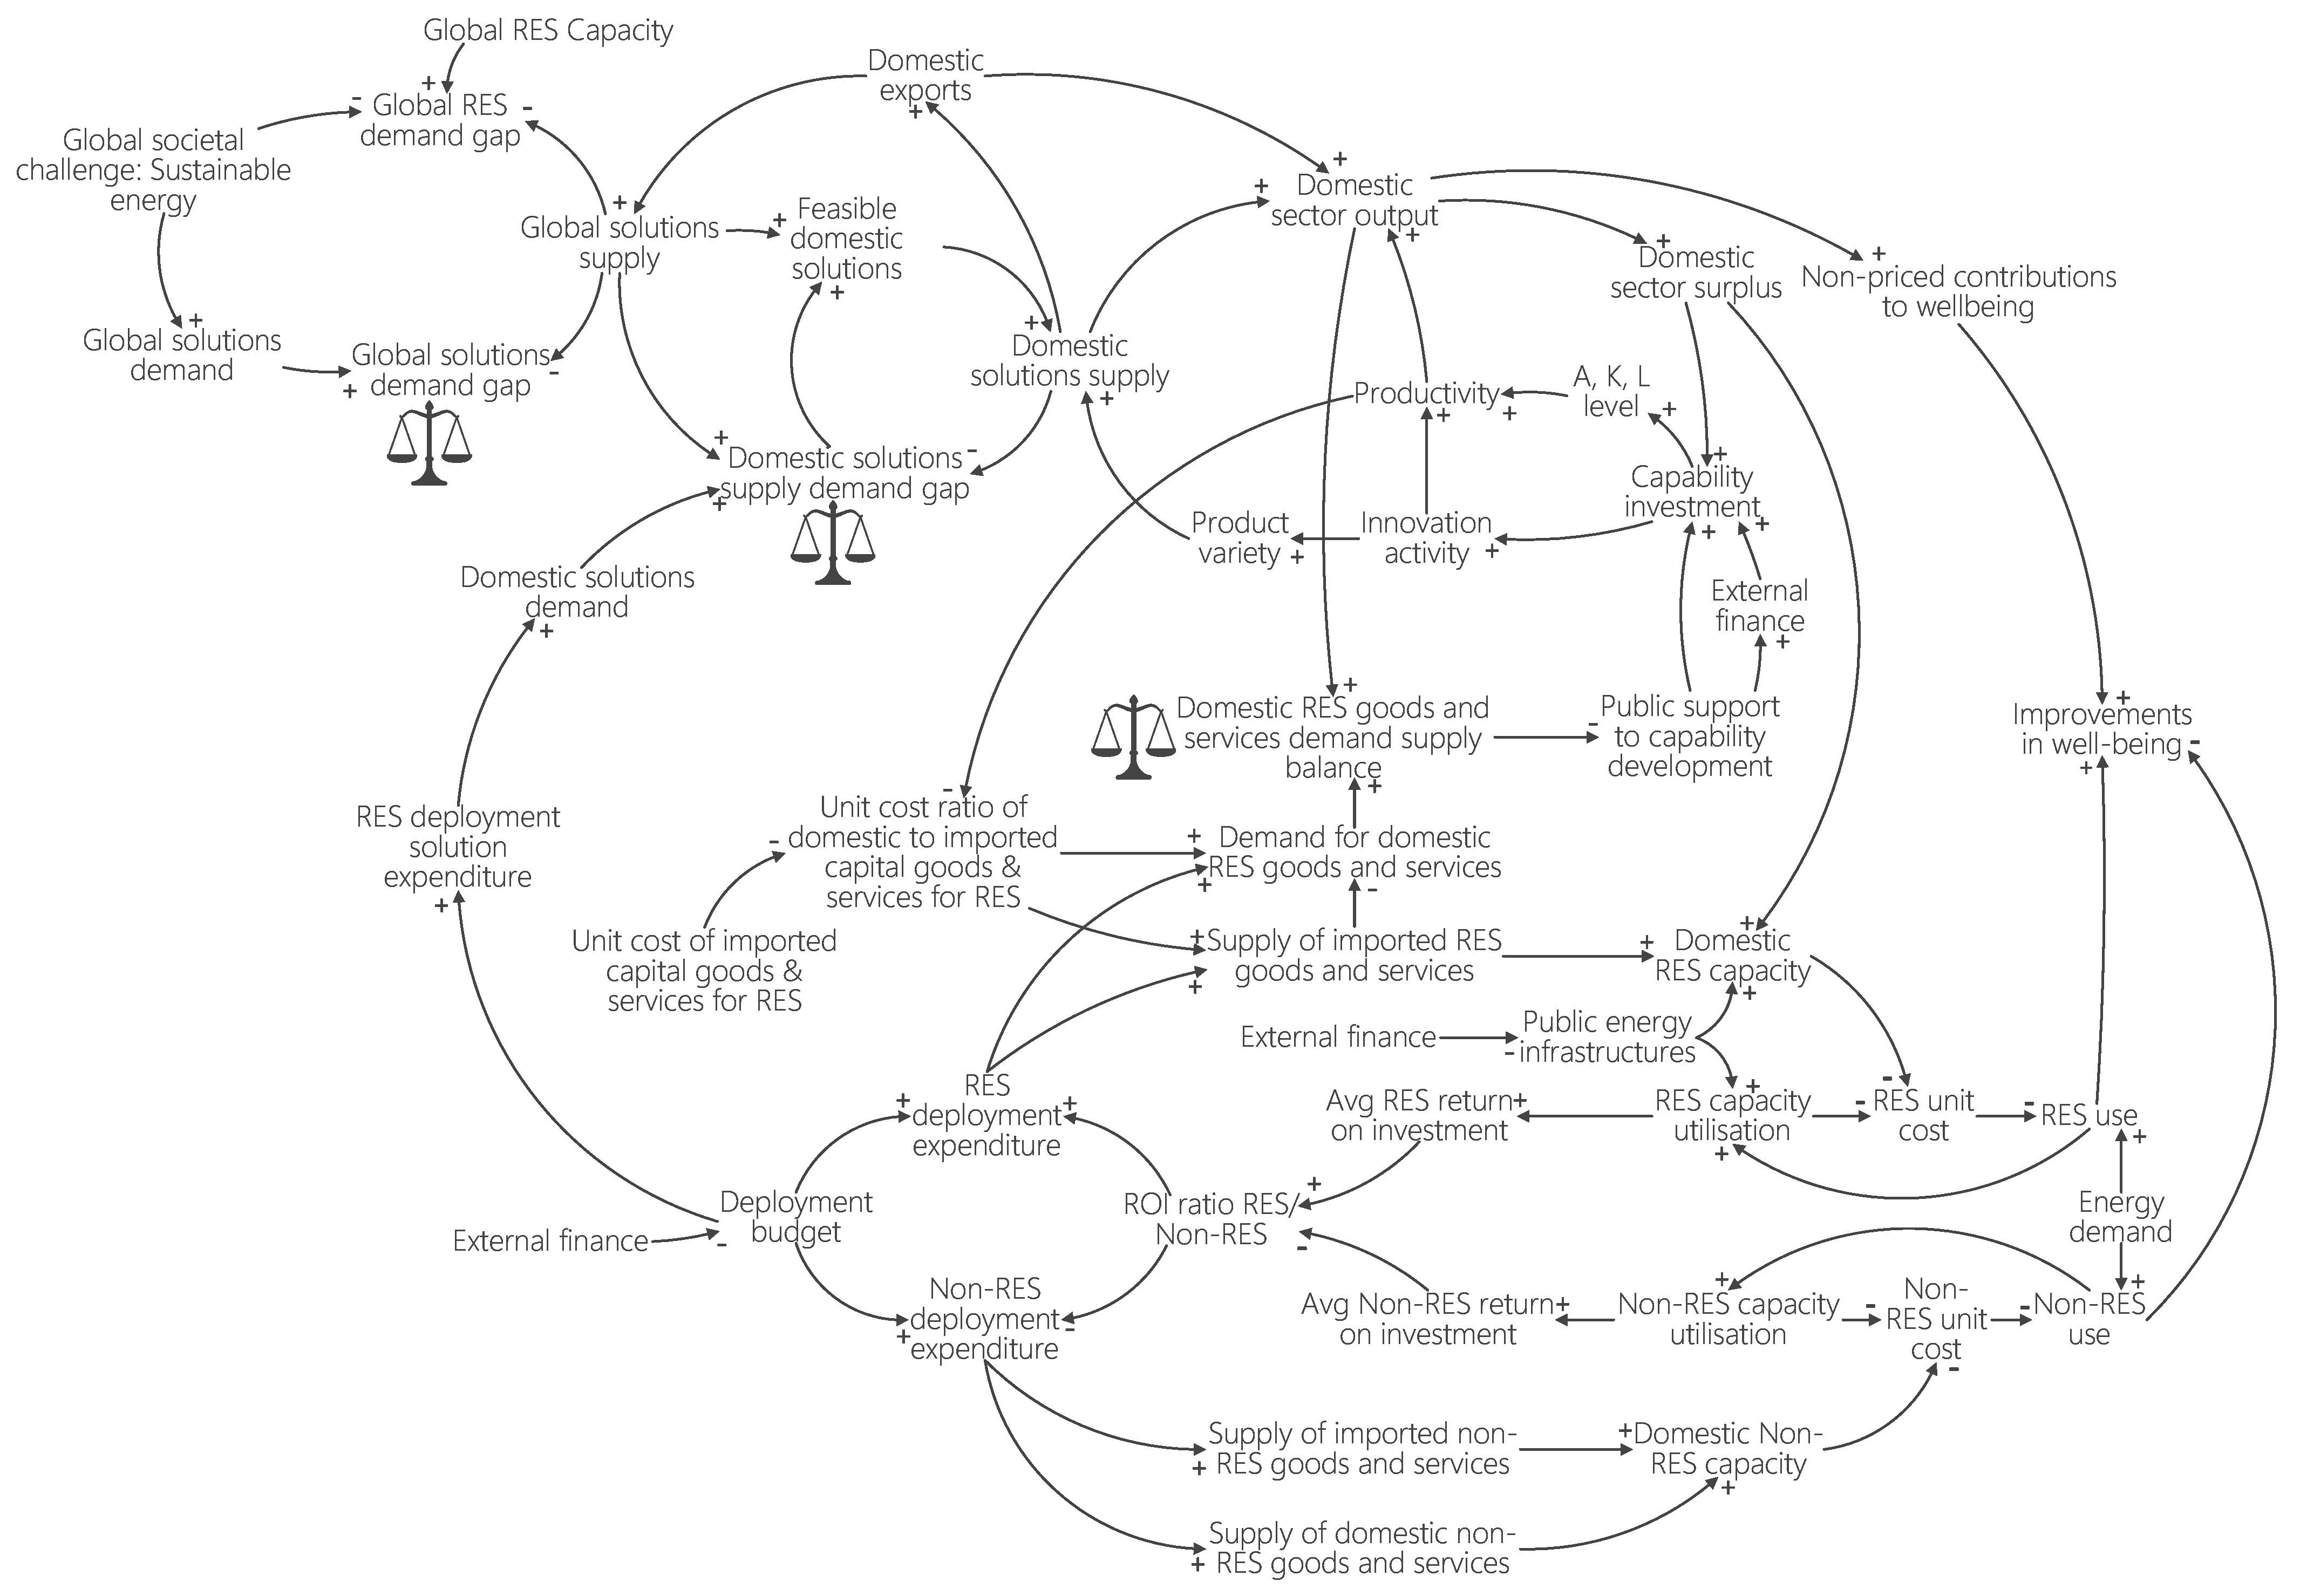 Global RES Capacity
Global RES
demand gap
Global societal
challenge: Sustainable
energy
Global solutions
demand
Global solutions
demand gap
Global solutions
supply
Domestic
exports
Feasible
domestic
solutions
Domestic
solutions supply
Domestic solutions
supply demand gap
Domestic solutions
demand
Domestic
sector output
Domestic
sector surplus
Non-priced contributions
to wellbeing
Productivity
A, K, L
level
Capability
investment
Product
variety
Innovation
activity
External
finance
Domestic RES goods and
services demand supply
balance
Public support
to capability
development
Improvements
in well-being
RES deployment
solution
expenditure
Unit cost ratio of
domestic to imported
capital goods &
services for RES
Demand for domestic
RES goods and services
Unit cost of imported
capital goods &
services for RES
Supply of imported RES
goods and services
Domestic
RES capacity
External finance
Public energy
infrastructures
RES
deployment
expenditure
Avg RES return
on investment
RES capacity
utilisation
RES unit
cost
RES use
Deployment
budget
External finance
ROI ratio RES/
Non-RES
Energy
demand
Non-RES
deployment
expenditure
Avg Non-RES return
on investment
Non-RES capacity
utilisation
Non-
RES unit
cost
Non-RES
use
Supply of imported non-
RES goods and services
Domestic Non-
RES capacity
Supply of domestic non-
RES goods and services